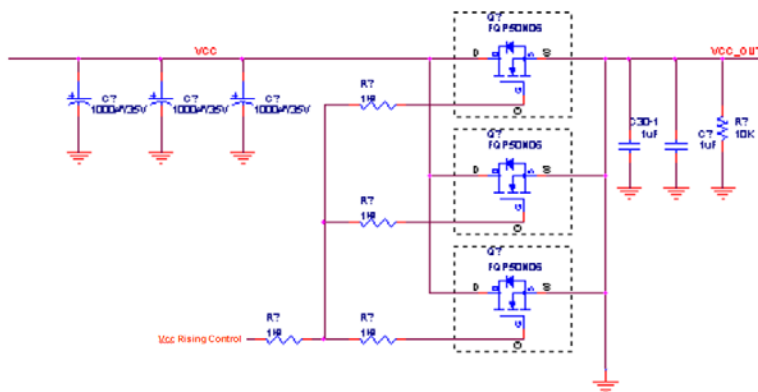 Q?
FQP50N06
VCC
D
S
G
VCC_OUT
R?
1K
C?
1000uF/35V
C?
1000uF/35V
C?
1000uF/35V
C30-1
1uF
C?
1uF
R?
10K
Q?
FQP50N06
D
S
G
R?
1K
Q?
FQP50N06
D
S
G
R?
1K
R?
1K
Vcc Rising Control